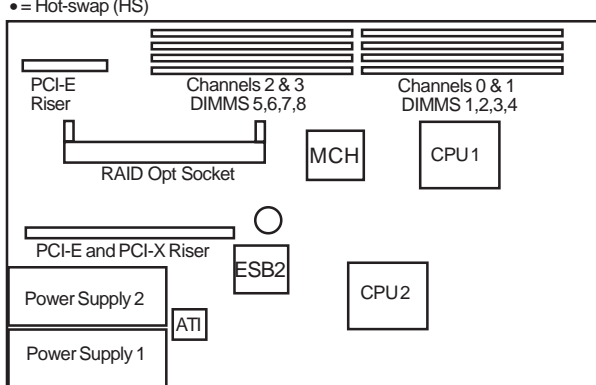 • = Hot-swap (HS)
PCI-E
Riser
Channels 2 & 3
DIMMS 5,6,7,8
Channels 0 & 1
DIMMS 1,2,3,4
RAID Opt Socket
MCH
CPU1
PCI-E and PCI-X Riser
ESB2
CPU2
Power Supply 2
ATI
Power Supply 1